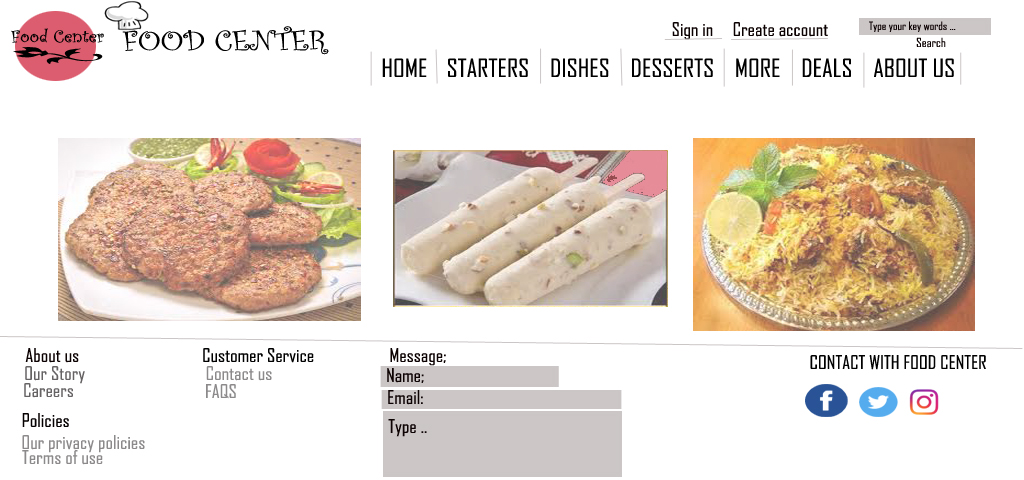 Food Center
FOOD CENTER
Sign in
Create account
Type your key words ...
Search
HOME
STARTERS
DISHES
DESSERTS
MORE
DEALS
ABOUT US
About us
Our Story
Careers
Policies
Our privacy policies
Terms of use
Customer Service
Contact us
FAQS
Message;
Name;
Email:
Type ..
CONTACT WITH FOOD CENTER